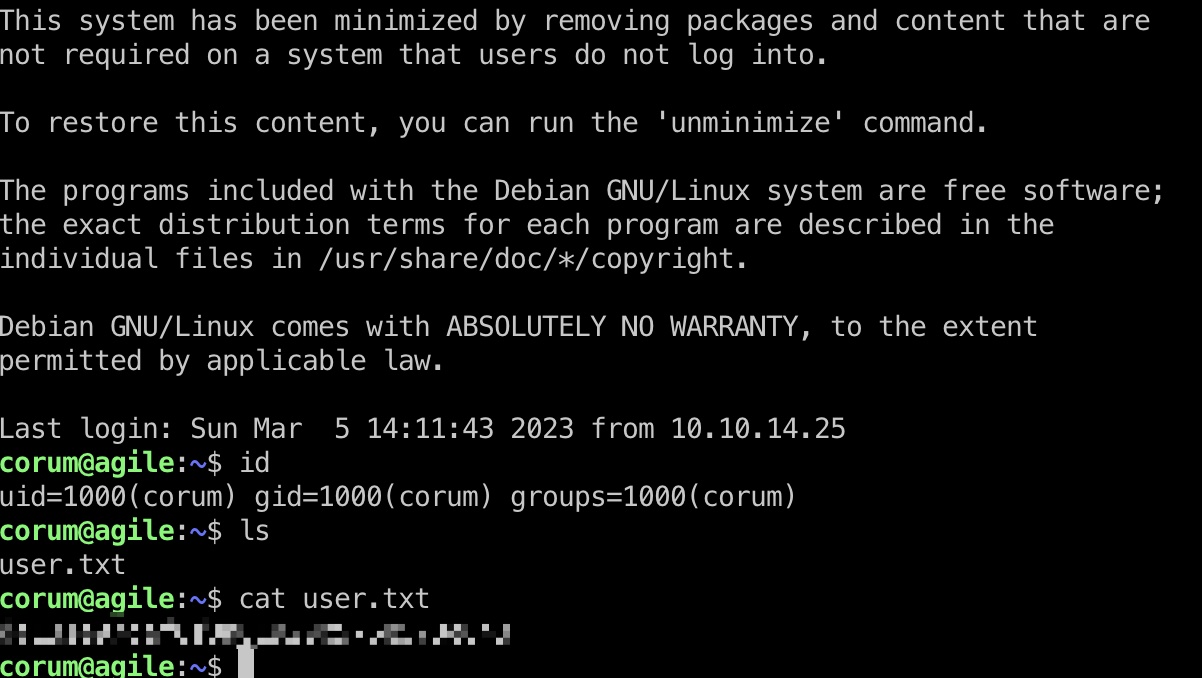 This system has been minimized by removing packages and content that are
not required on a system that users do not log into.
To restore this content, you can run the 'unminimize' command.
The programs included with the Debian GNU/Linux system are free software;
the exact distribution terms for each program are described in the
individual files in /usr/share/doc/*/copyright.
Debian GNU/Linux comes with ABSOLUTELY NO WARRANTY, to the extent
permitted by applicable law.
Last login: Sun Mar  5 14:11:43 2023 from 10.10.14.25
corum@agile:~$ id
uid=1000(corum) gid=1000(corum) groups=1000(corum)
corum@agile:~$ ls
user.txt
corum@agile:~$ cat user.txt
corum@agile:~$